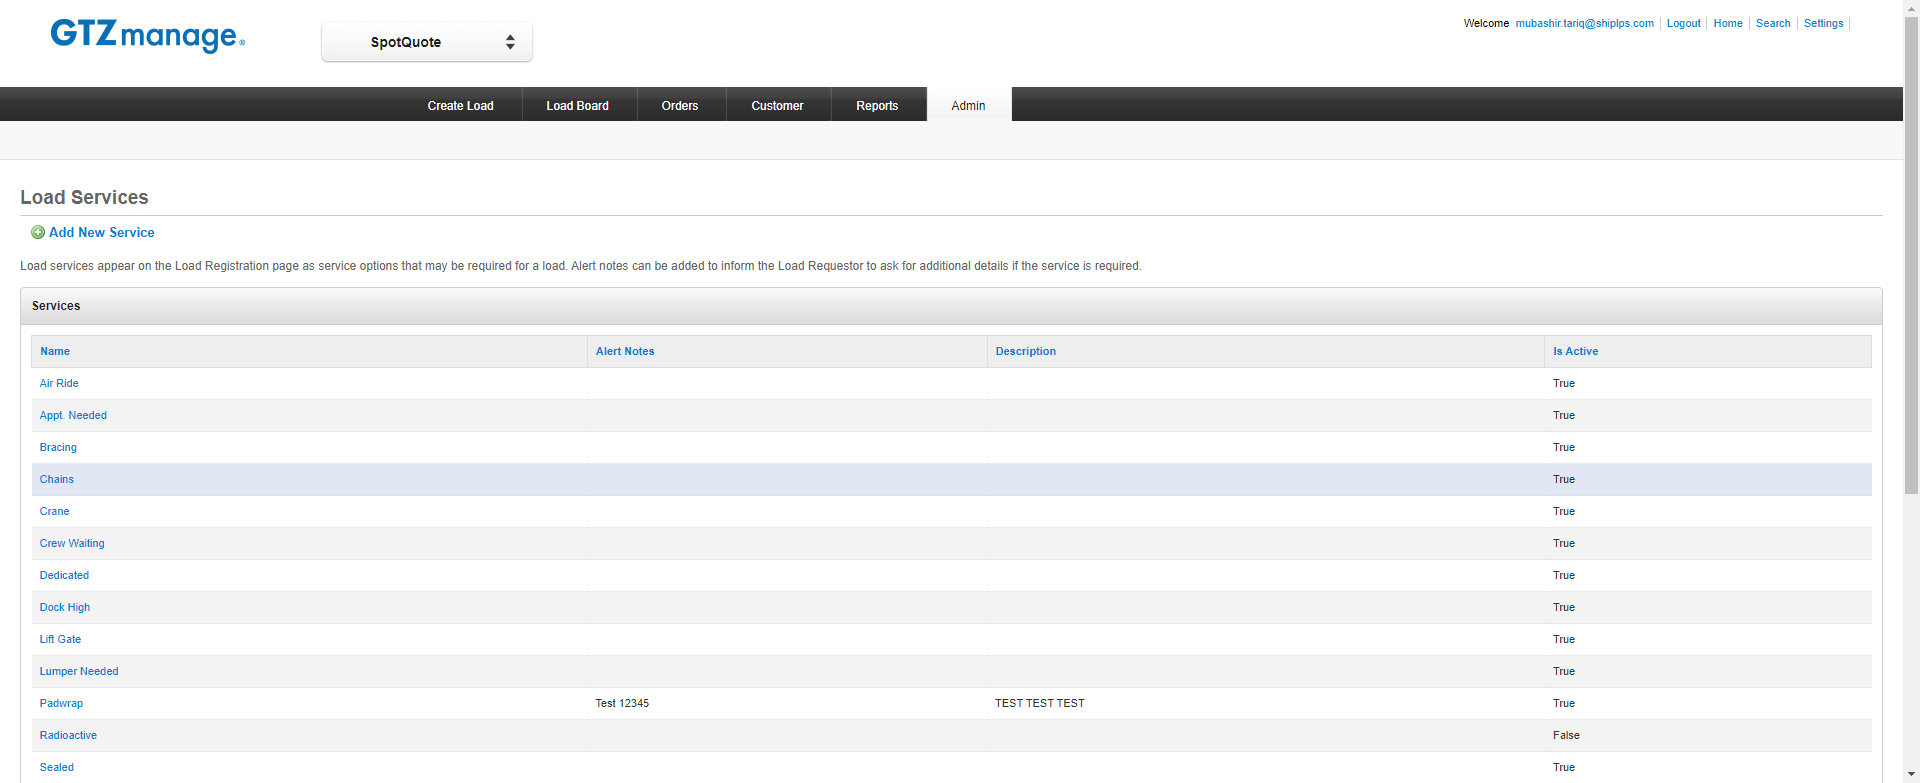 GTZmanage®
SpotQuote
Welcome mubashir.tariq@shiplps.com Logout Home Search Settings
Create Load Load Board Orders Customer Reports Admin
Load Services
Add New Service
Load services appear on the Load Registration page as service options that may be required for a load. Alert notes can be added to inform the Load Requestor to ask for additional details if the service is required.
Services
Name Alert Notes Description Is Active
Air Ride True
Appt. Needed True
Bracing True
Chains True
Crane True
Crew Waiting True
Dedicated True
Dock High True
Lift Gate True
Lumper Needed True
Padwrap Test 12345 TEST TEST TEST True
Radioactive False
Sealed True